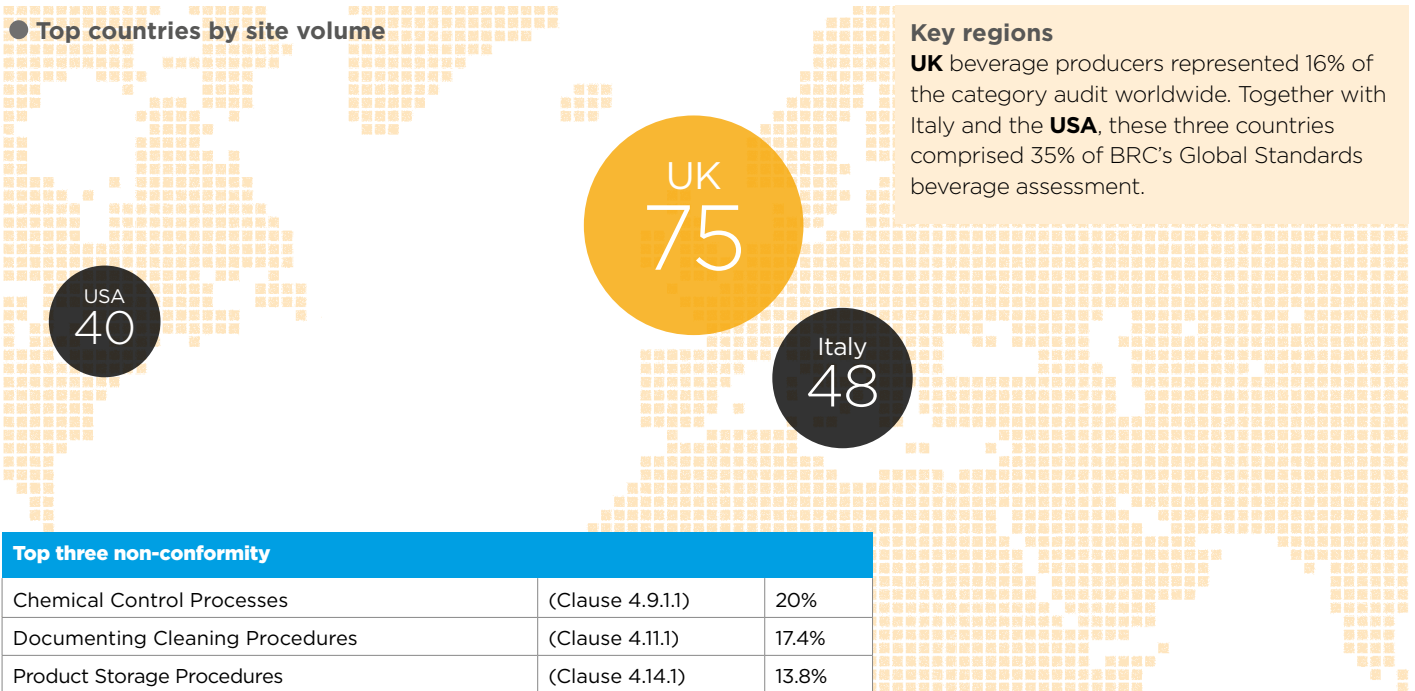 Top countries by site volume
Key regions
UK beverage producers represented 16% of
the category audit worldwide. Together with
Italy and the USA, these three countries
comprised 35% of BRC's Global Standards
beverage assessment.
UK
75
USA
40
Italy
48
Top three non-conformity
Chemical Control Processes (Clause 4.9.1.1) 20%
Documenting Cleaning Procedures (Clause 4.11.1) 17.4%
Product Storage Procedures (Clause 4.14.1) 13.8%